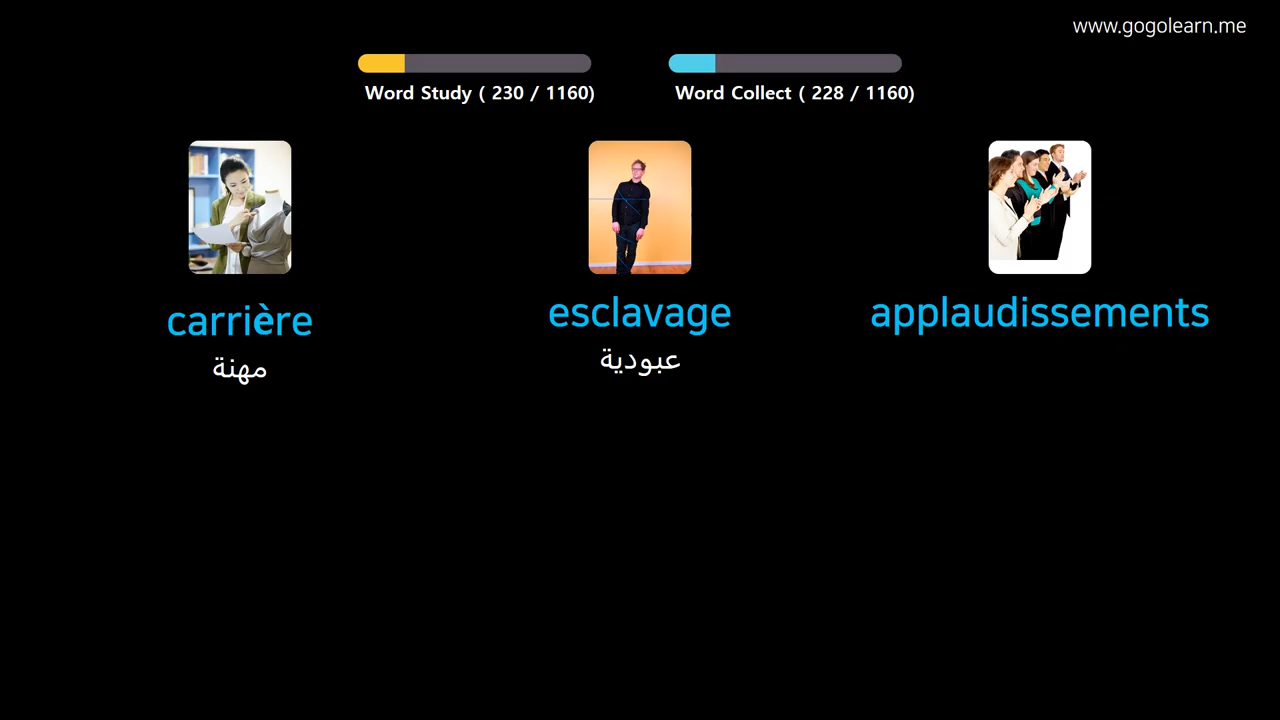 www.gogolearn.me
Word Study ( 230 / 1160)
Word Collect ( 228 / 1160)
carrière
مهنة
esclavage
عبودية
applaudissements